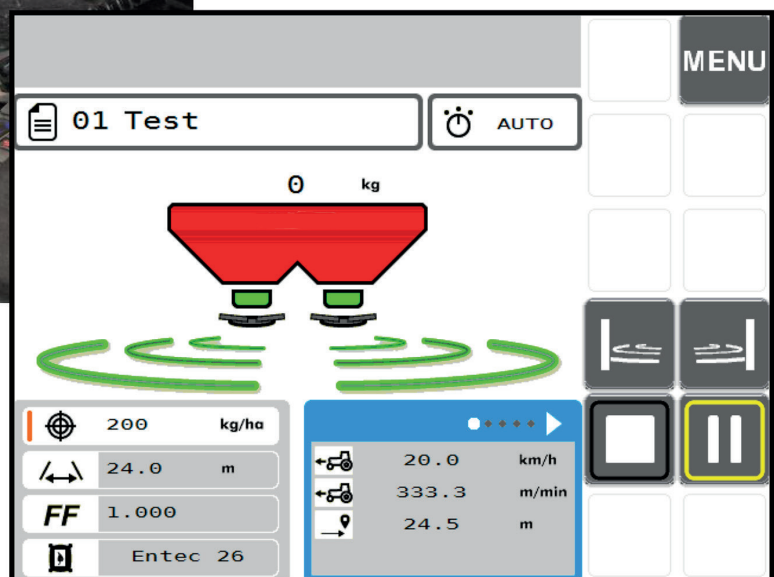 MENU
01 Test
AUTO
0 kg
200 kg/ha
24.0 m
FF 1.000
Entec 26
20.0 km/h
333.3 m/min
24.5 m